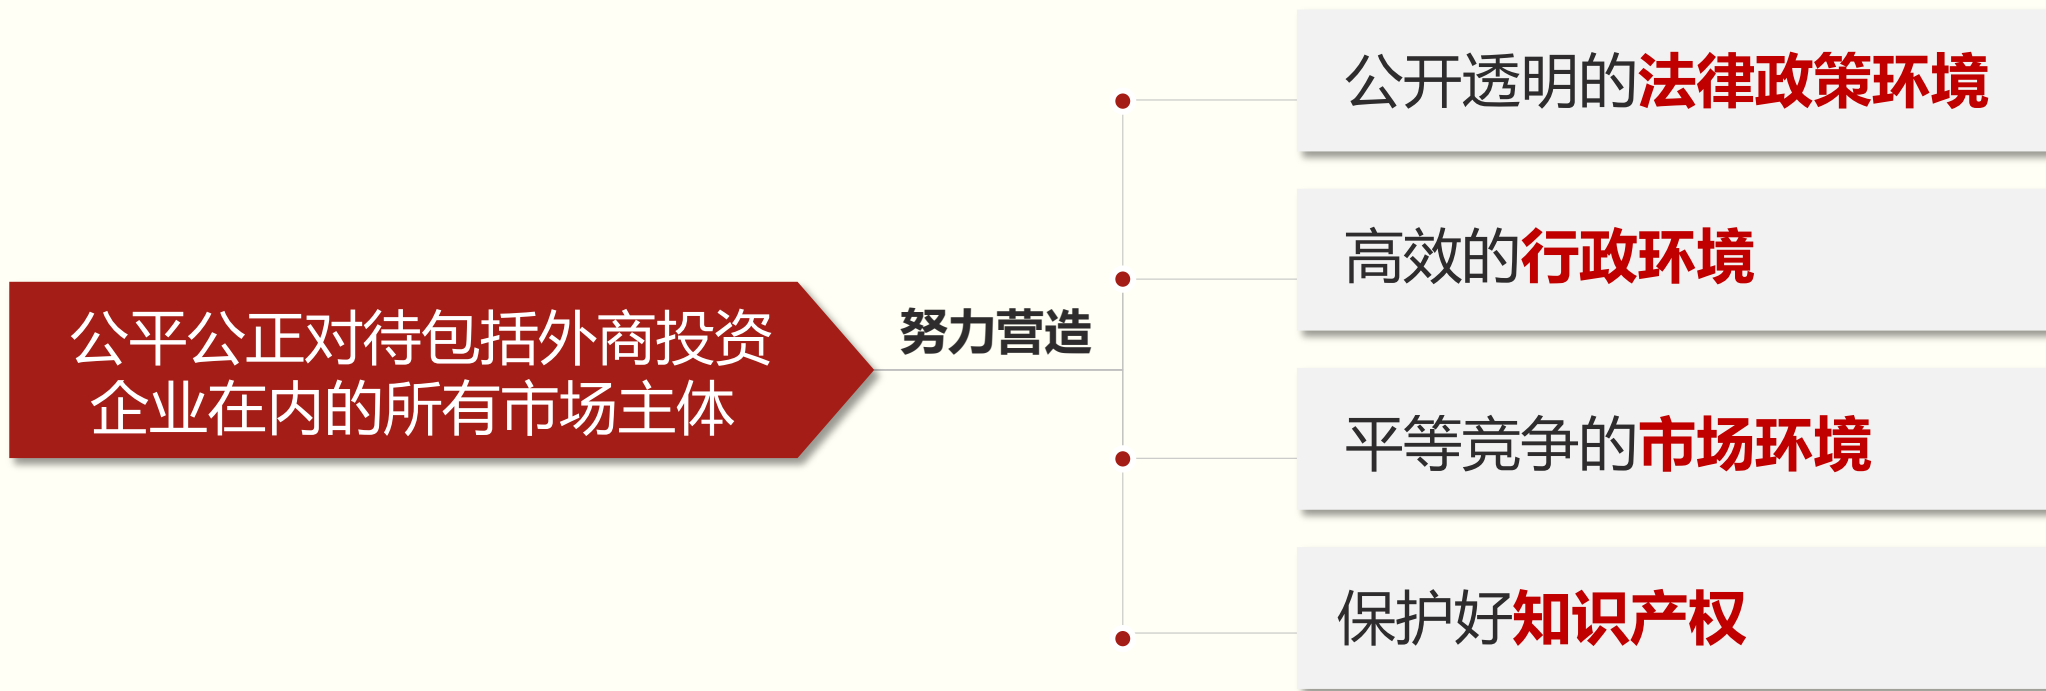 公平公正对待包括外商投资
企业在内的所有市场主体
努力营造
公开透明的法律政策环境
高效的行政环境
平等竞争的市场环境
保护好知识产权